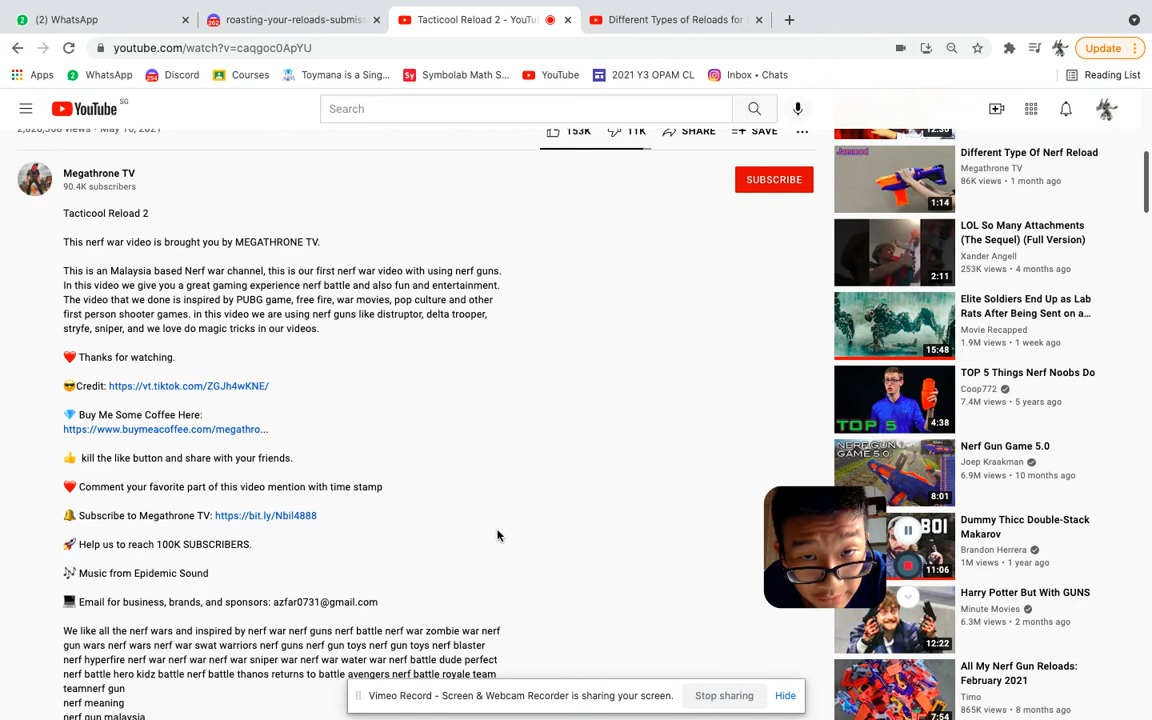 (2) WhatsApp
roasting-your-reloads-submiss
Tacticool Reload 2 - YouTu
Different Types of Reloads for
youtube.com/watch?v=caqgoc0ApYU
Update
Apps
WhatsApp
Discord
Courses
Toymana is a Sing...
Symbolab Math S...
YouTube
2021 Y3 OPAM CL
Inbox • Chats
Reading List
YouTube SG
Search
153K
11K
SHARE
SAVE
Megathrone TV
90.4K subscribers
SUBSCRIBE
Tacticool Reload 2
This nerf war video is brought you by MEGATHRONE TV.
This is an Malaysia based Nerf war channel, this is our first nerf war video with using nerf guns.
In this video we give you a great gaming experience nerf battle and also fun and entertainment.
The video that we done is inspired by PUBG game, free fire, war movies, pop culture and other
first person shooter games. in this video we are using nerf guns like distruptor, delta trooper,
stryfe, sniper, and we love do magic tricks in our videos.
❤️ Thanks for watching.
😎Credit: https://vt.tiktok.com/ZGJh4wKNE/
💎 Buy Me Some Coffee Here:
https://www.buymeacoffee.com/megathro...
👍 kill the like button and share with your friends.
❤️ Comment your favorite part of this video mention with time stamp
🔔 Subscribe to Megathrone TV: https://bit.ly/Nbil4888
🚀 Help us to reach 100K SUBSCRIBERS.
🎶 Music from Epidemic Sound
💻 Email for business, brands, and sponsors: azfar0731@gmail.com
We like all the nerf wars and inspired by nerf war nerf guns nerf battle nerf war zombie war nerf
gun wars nerf wars nerf war swat warriors nerf guns nerf gun toys nerf gun toys nerf blaster
nerf hyperfire nerf war nerf war nerf war sniper war nerf water war nerf battle dude perfect
nerf battle hero kidz battle nerf battle thanos returns to battle avengers nerf battle royale team
teamnerf gun
nerf meaning
nerf gun malaysia
12:30
Different Type Of Nerf Reload
Megathrone TV
86K views • 1 month ago
1:14
LOL So Many Attachments
(The Sequel) (Full Version)
Xander Angell
253K views • 4 months ago
2:11
Elite Soldiers End Up as Lab
Rats After Being Sent on a...
Movie Recapped
1.9M views • 1 week ago
15:48
TOP 5 Things Nerf Noobs Do
Coop772
7.4M views • 5 years ago
TOP 5
4:38
Nerf Gun Game 5.0
Joep Kraakman
6.9M views • 10 months ago
NERF GUN
GAME 5.0
8:01
Dummy Thicc Double-Stack
Makarov
Brandon Herrera
1M views • 1 year ago
BOI
11:06
Harry Potter But With GUNS
Minute Movies
6.3M views • 2 months ago
12:22
All My Nerf Gun Reloads:
February 2021
Timo
865K views • 8 months ago
7:54
Vimeo Record - Screen & Webcam Recorder is sharing your screen.
Stop sharing
Hide